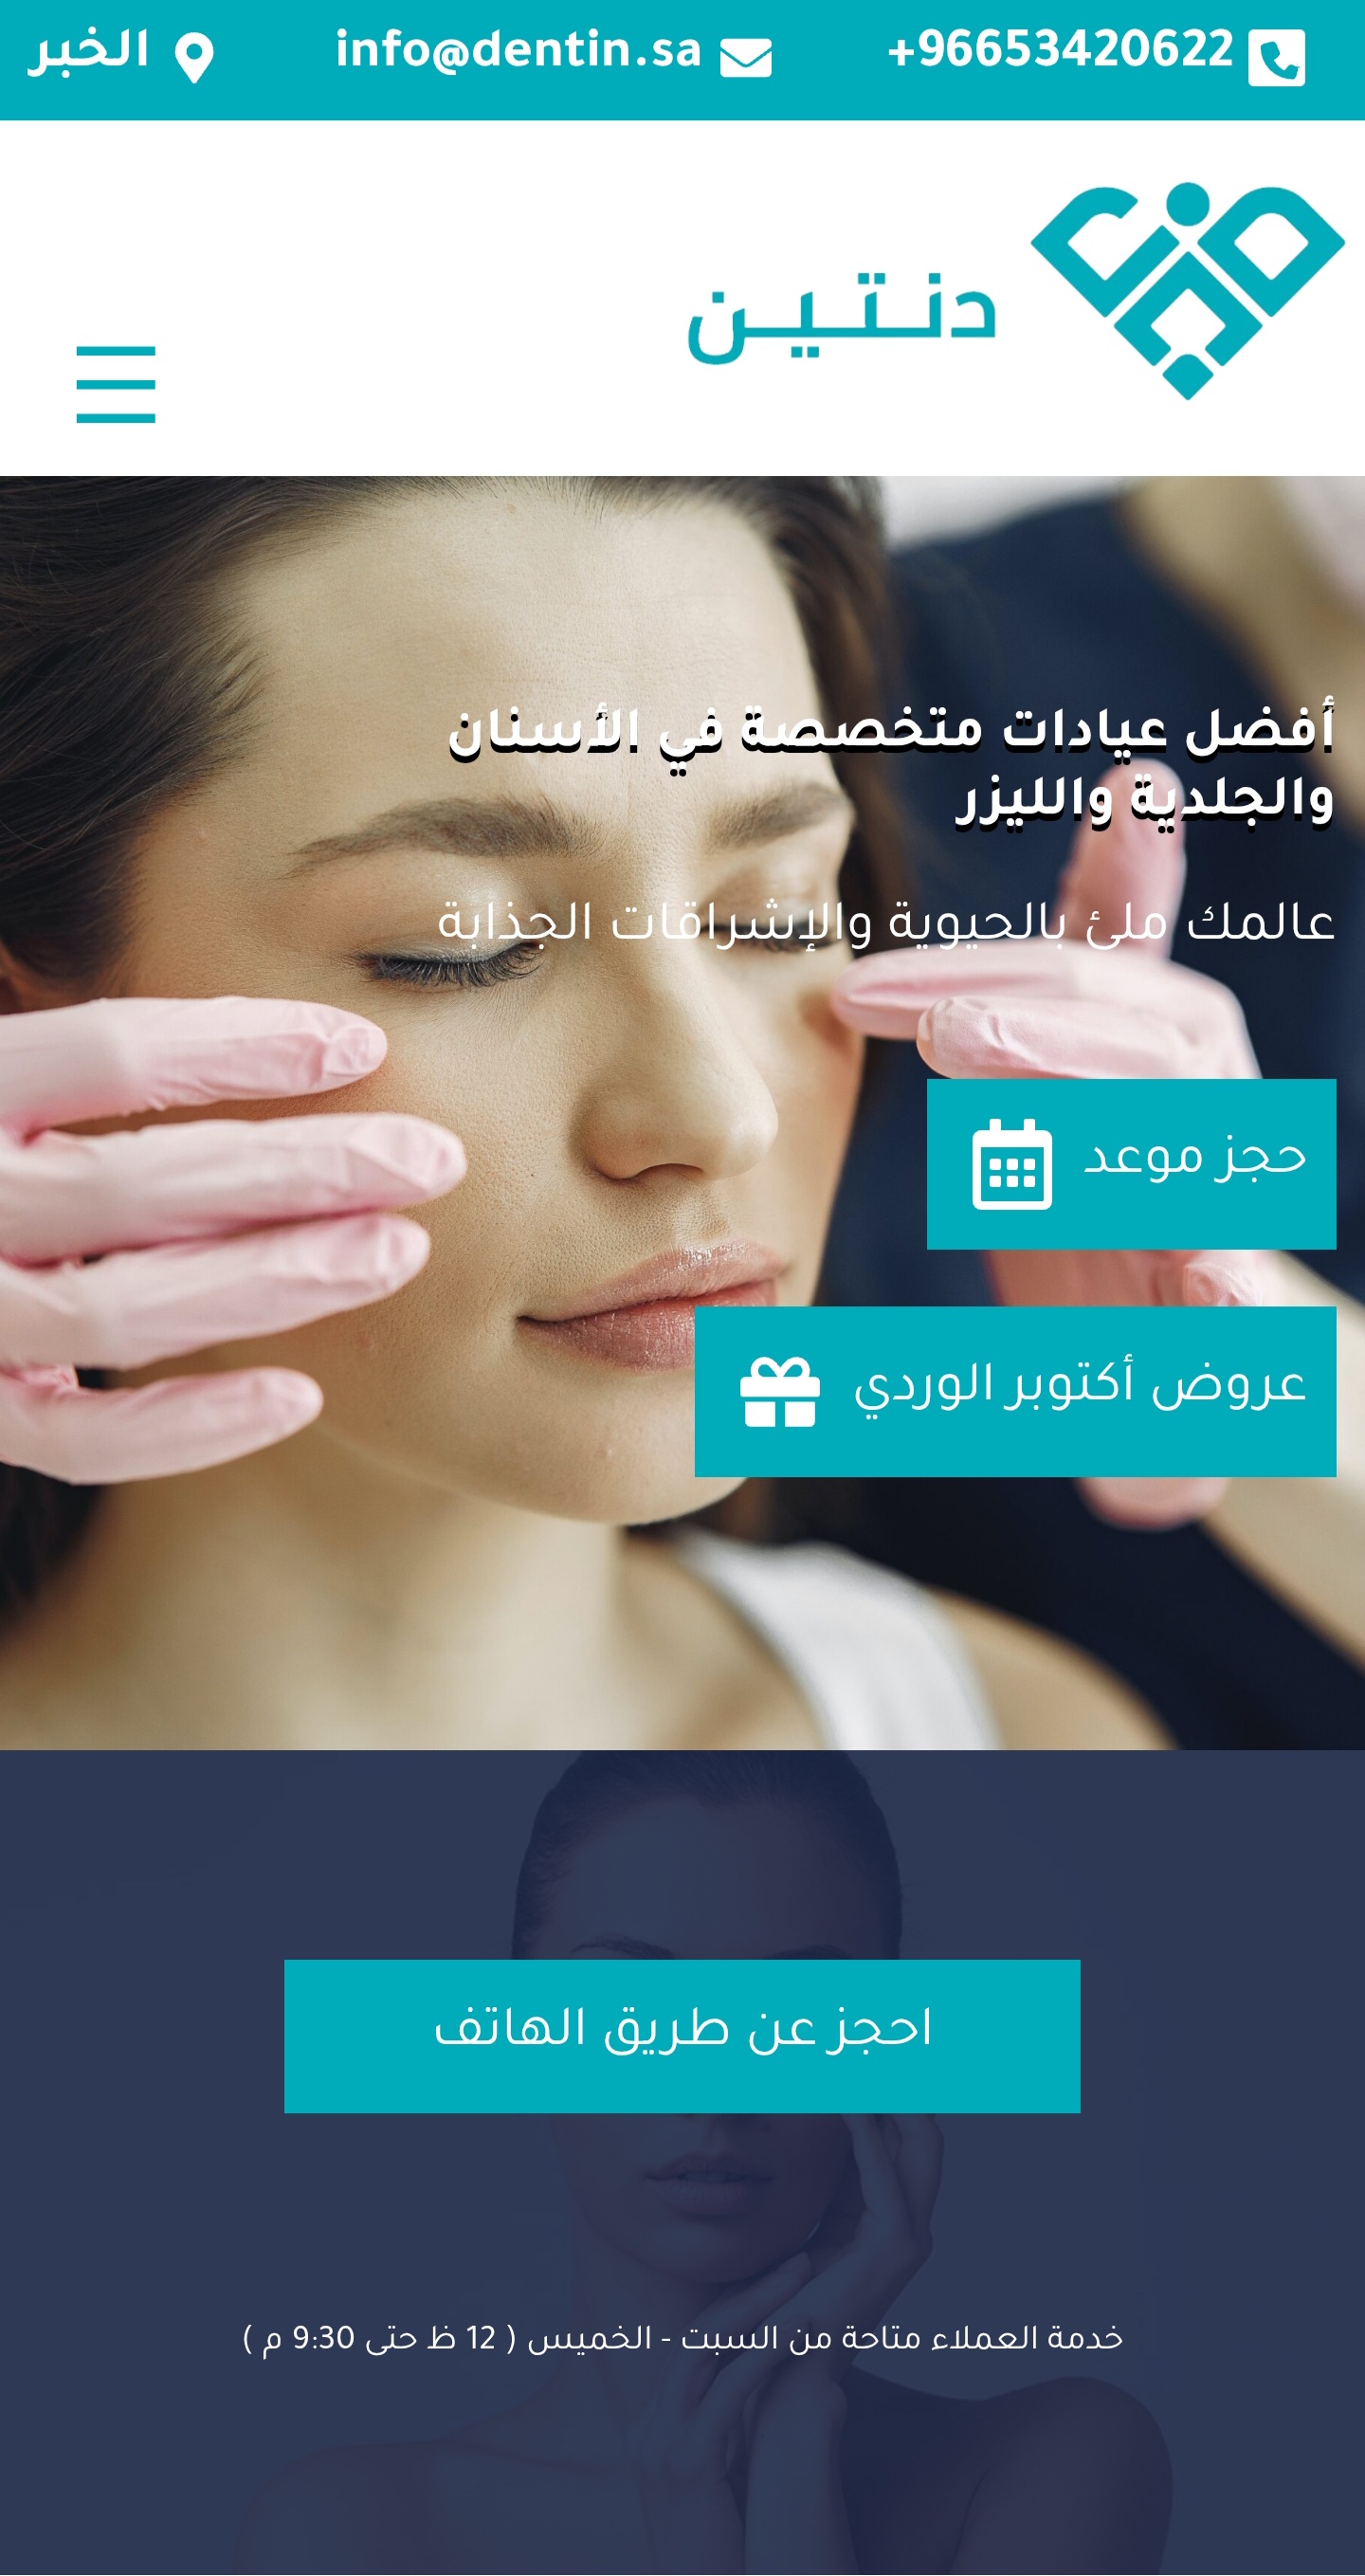 +96653420622
info@dentin.sa
الخبر
دنتين
أفضل عيادات متخصصة في الأسنان
والجلدية والليزر
عالمك ملئ بالحيوية والإشراقات الجذابة
حجز موعد
عروض أكتوبر الوردي
احجز عن طريق الهاتف
خدمة العملاء متاحة من السبت - الخميس ( 12 ظ حتى 9:30 م )